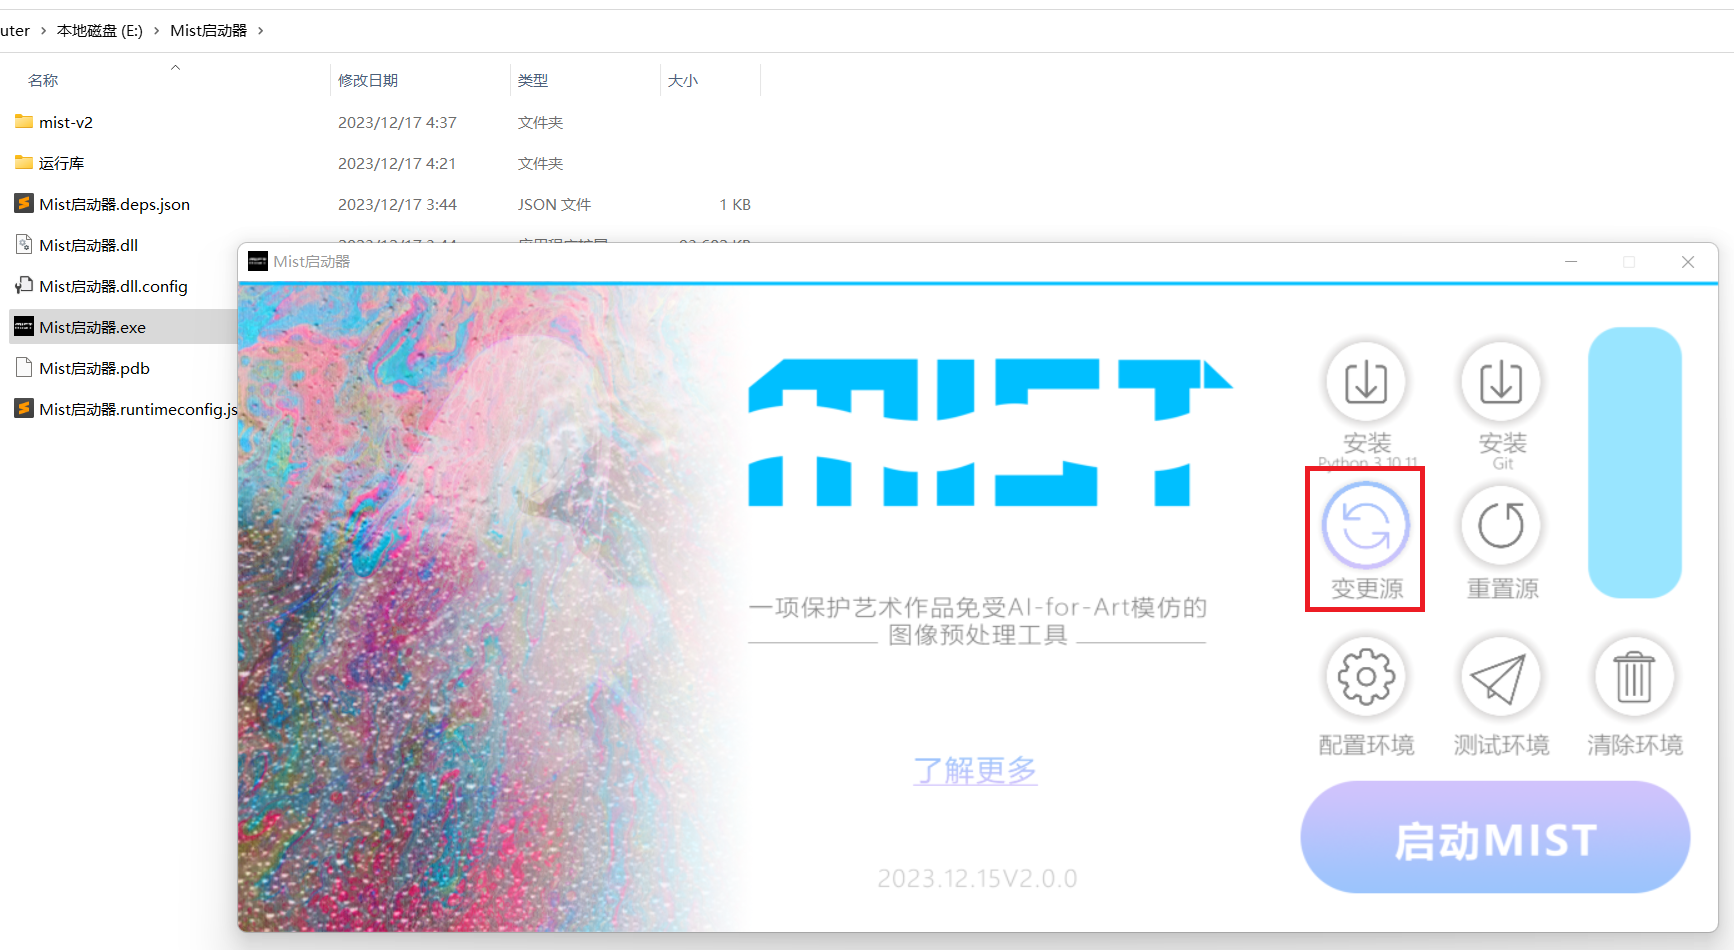 uter > 本地磁盘 (E:) > Mist启动器 >
名称 修改日期 类型 大小
mist-v2 2023/12/17 4:37 文件夹
运行库 2023/12/17 4:21 文件夹
Mist启动器.deps.json 2023/12/17 3:44 JSON 文件 1 KB
Mist启动器.dll
Mist启动器.dll.config
Mist启动器.exe
Mist启动器.pdb
Mist启动器.runtimeconfig.js
Mist启动器
MIST
一项保护艺术作品免受AI-for-Art模仿的
图像预处理工具
了解更多
2023.12.15V2.0.0
安装
Python 3.10.11
安装
Git
变更源
重置源
配置环境
测试环境
清除环境
启动MIST